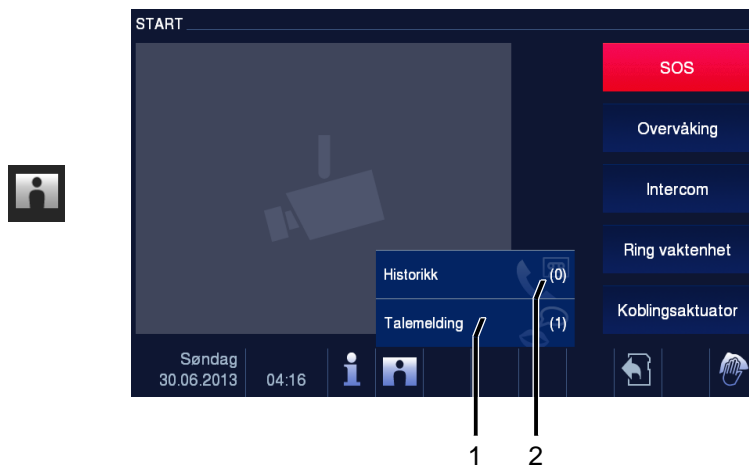 START
SOS
Overvåking
Intercom
Ring vaktenhet
Koblingsaktuator
Historikk (0)
Talemelding (1)
Søndag
30.06.2013 04:16
1 2